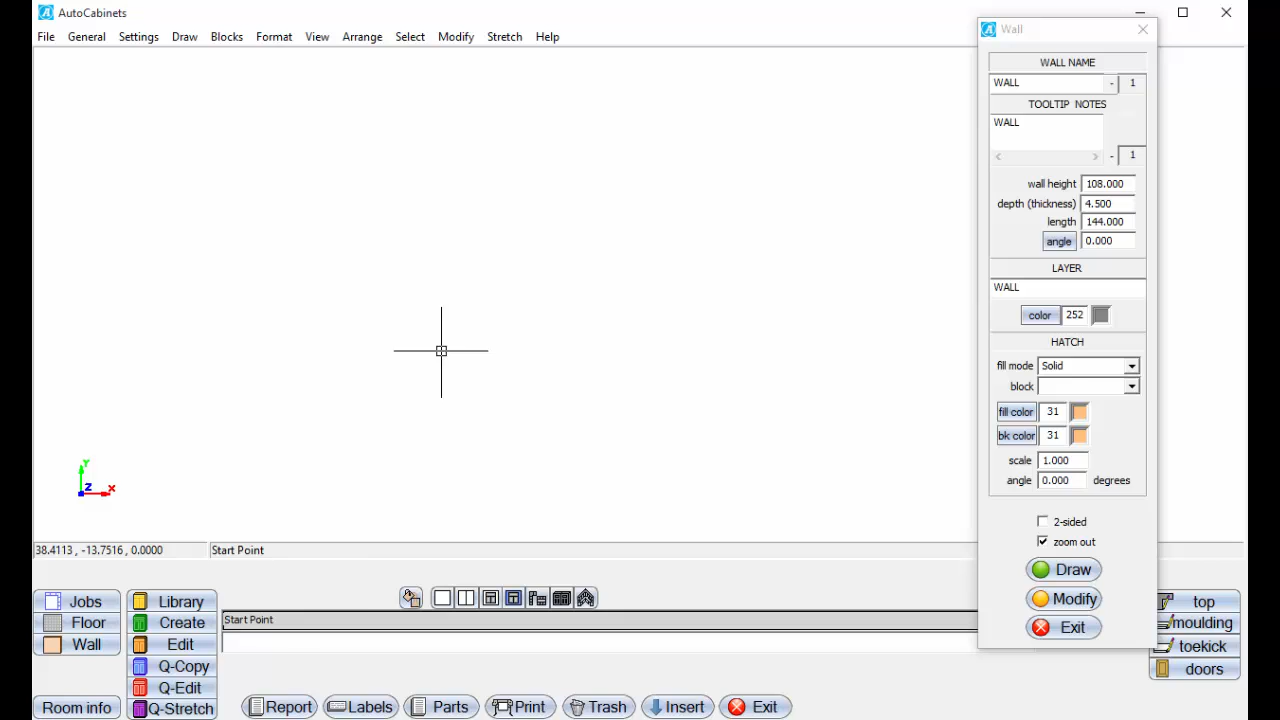 AutoCabinets
File General Settings Draw Blocks Format View Arrange Select Modify Stretch Help
Wall
WALL NAME
WALL - 1
TOOLTIP NOTES
WALL
- 1
wall height 108.000
depth (thickness) 4.500
length 144.000
angle 0.000
LAYER
WALL
color 252
HATCH
fill mode Solid
block
fill color 31
bk color 31
scale 1.000
angle 0.000 degrees
2-sided
zoom out
Draw
Modify
Exit
Y
Z X
38.4113 , -13.7516 , 0.0000 Start Point
Jobs Library
Floor Create
Wall Edit
Q-Copy
Q-Edit
Room info Q-Stretch
Start Point
top
moulding
toekick
doors
Report Labels Parts Print Trash Insert Exit